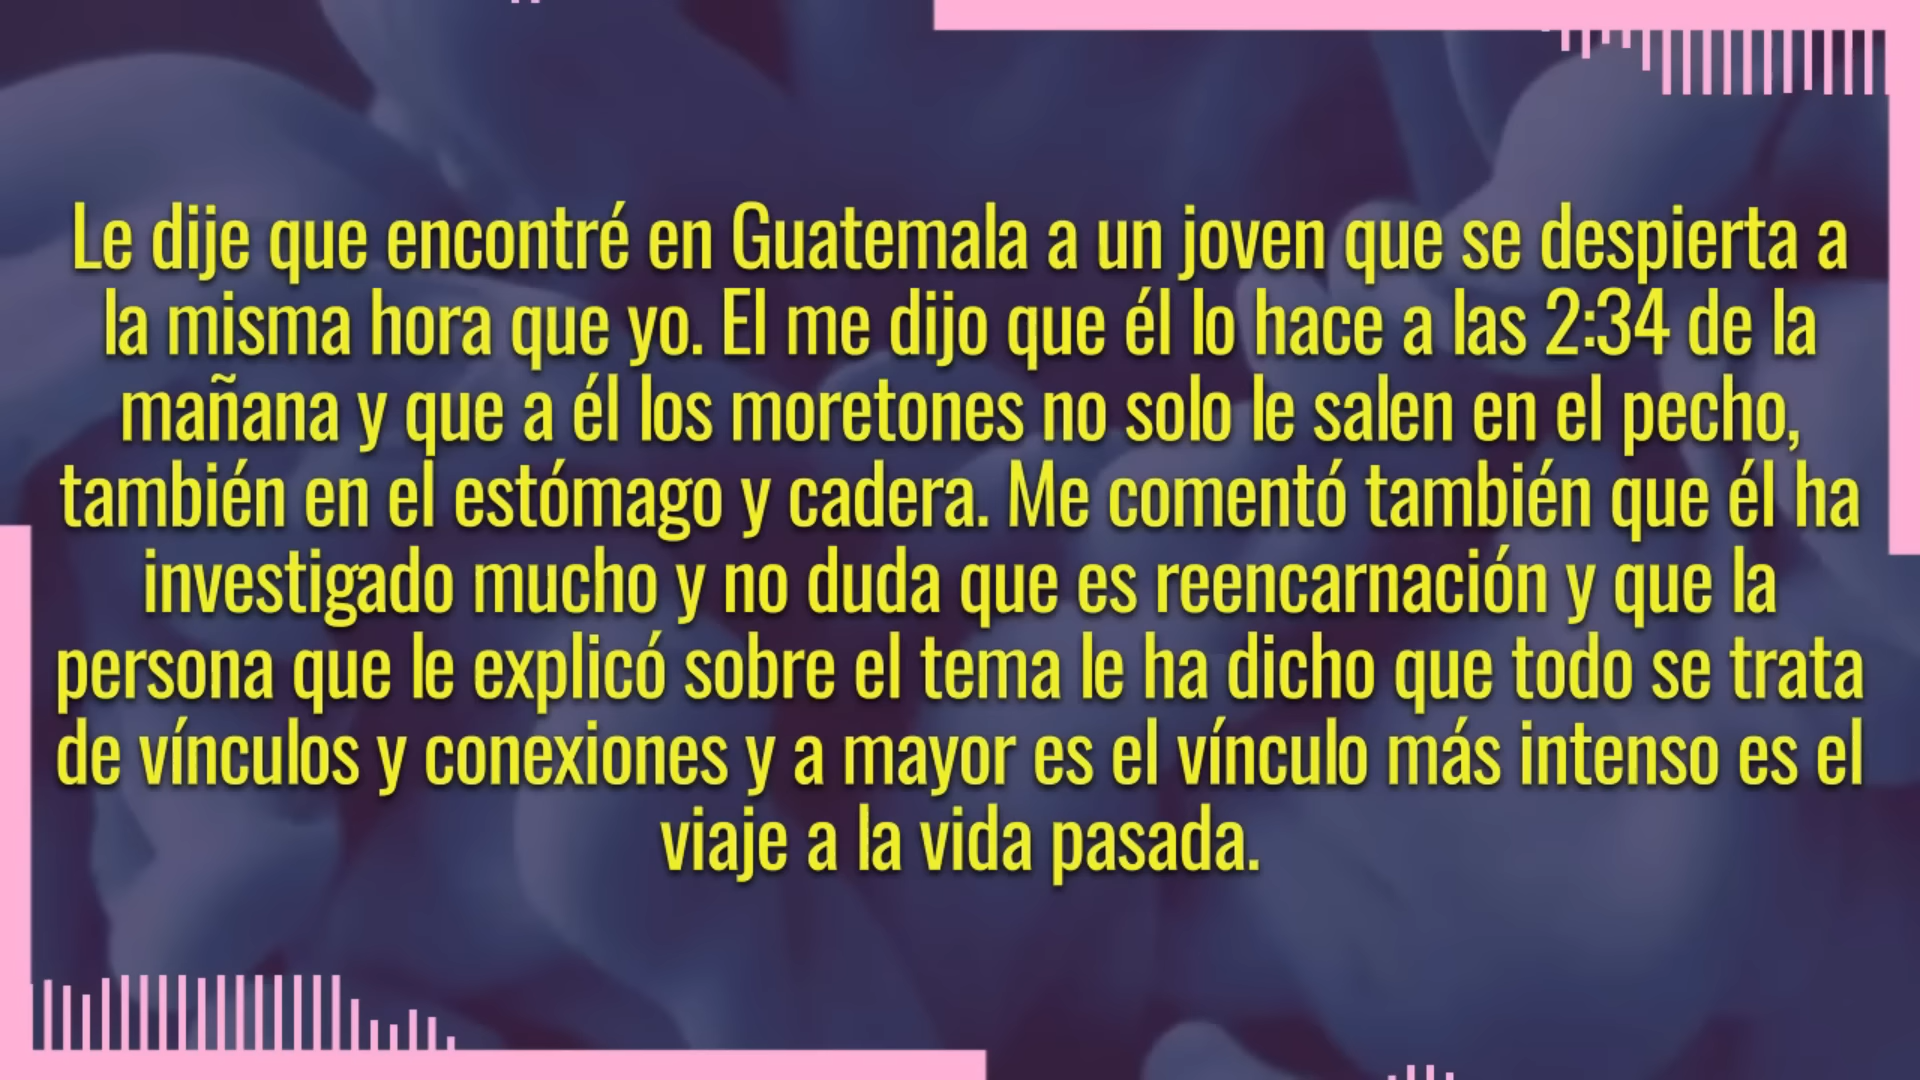 Le dije que encontré en Guatemala a un joven que se despierta a
la misma hora que yo. El me dijo que él lo hace a las 2:34 de la
mañana y que a él los moretones no solo le salen en el pecho,
también en el estómago y cadera. Me comentó también que él ha
investigado mucho y no duda que es reencarnación y que la
persona que le explicó sobre el tema le ha dicho que todo se trata
de vínculos y conexiones y a mayor es el vínculo más intenso es el
viaje a la vida pasada.